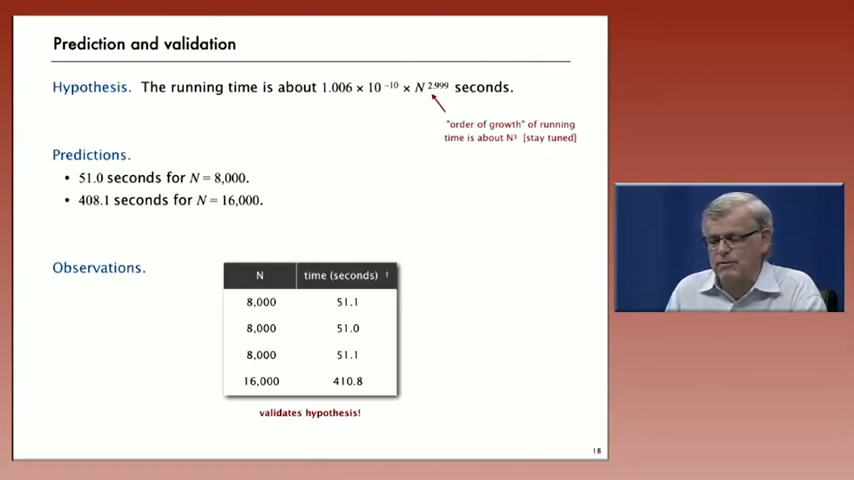 Prediction and validation
Hypothesis. The running time is about 1.006 × 10 –10 × N 2.999 seconds.
"order of growth" of running
time is about N³ [stay tuned]
Predictions.
• 51.0 seconds for N = 8,000.
• 408.1 seconds for N = 16,000.
Observations.
N time (seconds) †
8,000 51.1
8,000 51.0
8,000 51.1
16,000 410.8
validates hypothesis!
18